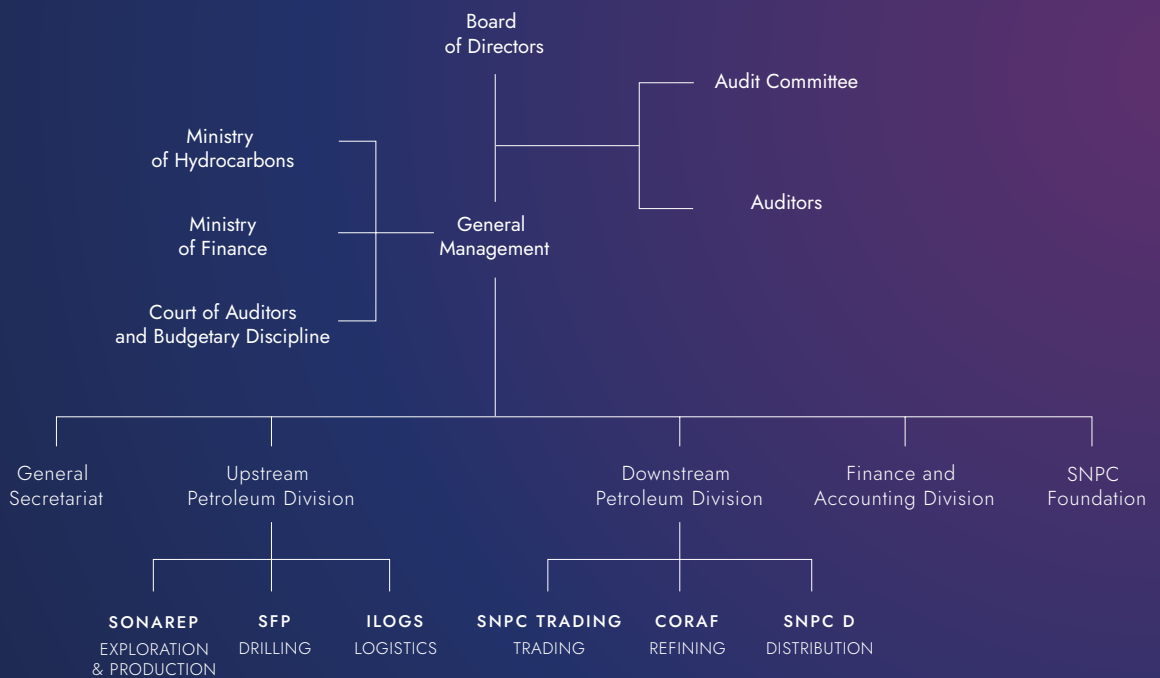 Board
of Directors
Audit Committee
Ministry
of Hydrocarbons
Auditors
Ministry
of Finance
General
Management
Court of Auditors
and Budgetary Discipline
General
Secretariat
Upstream
Petroleum Division
Downstream
Petroleum Division
Finance and
Accounting Division
SNPC
Foundation
SONAREP
EXPLORATION
& PRODUCTION
SFP
DRILLING
ILOGS
LOGISTICS
SNPC TRADING
TRADING
CORAF
REFINING
SNPC D
DISTRIBUTION